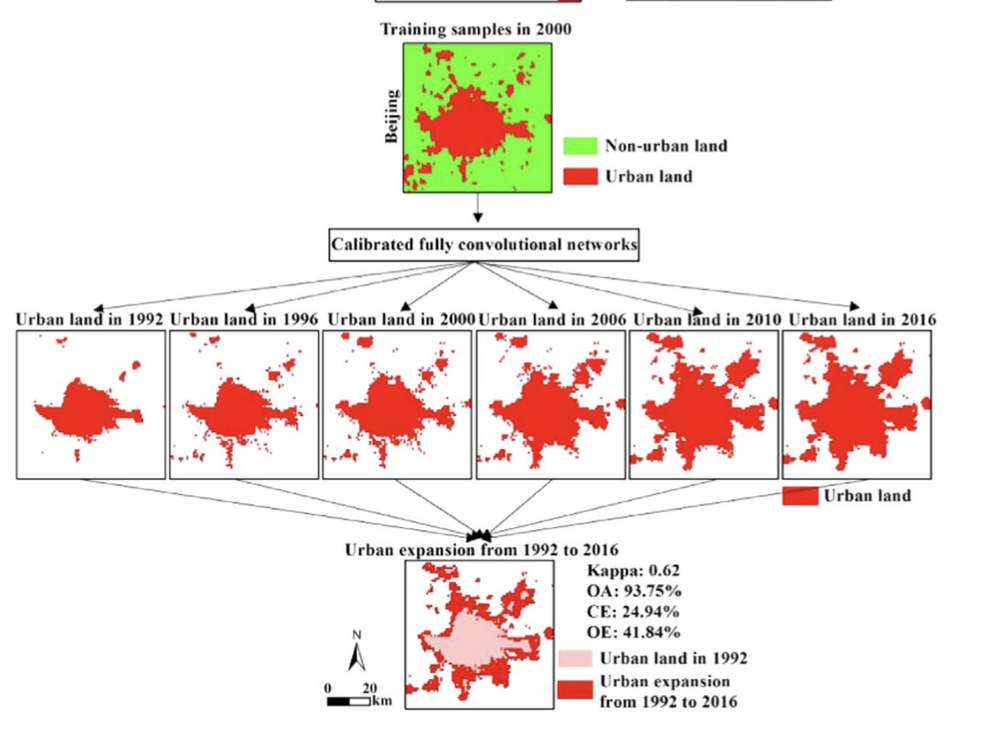 Training samples in 2000
Beijing
Non-urban land
Urban land
Calibrated fully convolutional networks
Urban land in 1992
Urban land in 1996
Urban land in 2000
Urban land in 2006
Urban land in 2010
Urban land in 2016
Urban land
Urban expansion from 1992 to 2016
Kappa: 0.62
OA: 93.75%
CE: 24.94%
OE: 41.84%
N
0 20
km
Urban land in 1992
Urban expansion
from 1992 to 2016